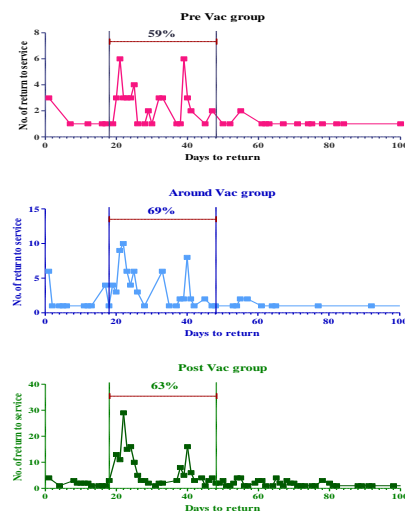 Pre Vac group
59%
No. of return to service
8
6
4
2
0
0 20 40 60 80 100
Days to return
Around Vac group
69%
No. of return to service
15
10
5
0
0 20 40 60 80 100
Days to return
Post Vac group
63%
No. of return to service
40
30
20
10
0
0 20 40 60 80 100
Days to return